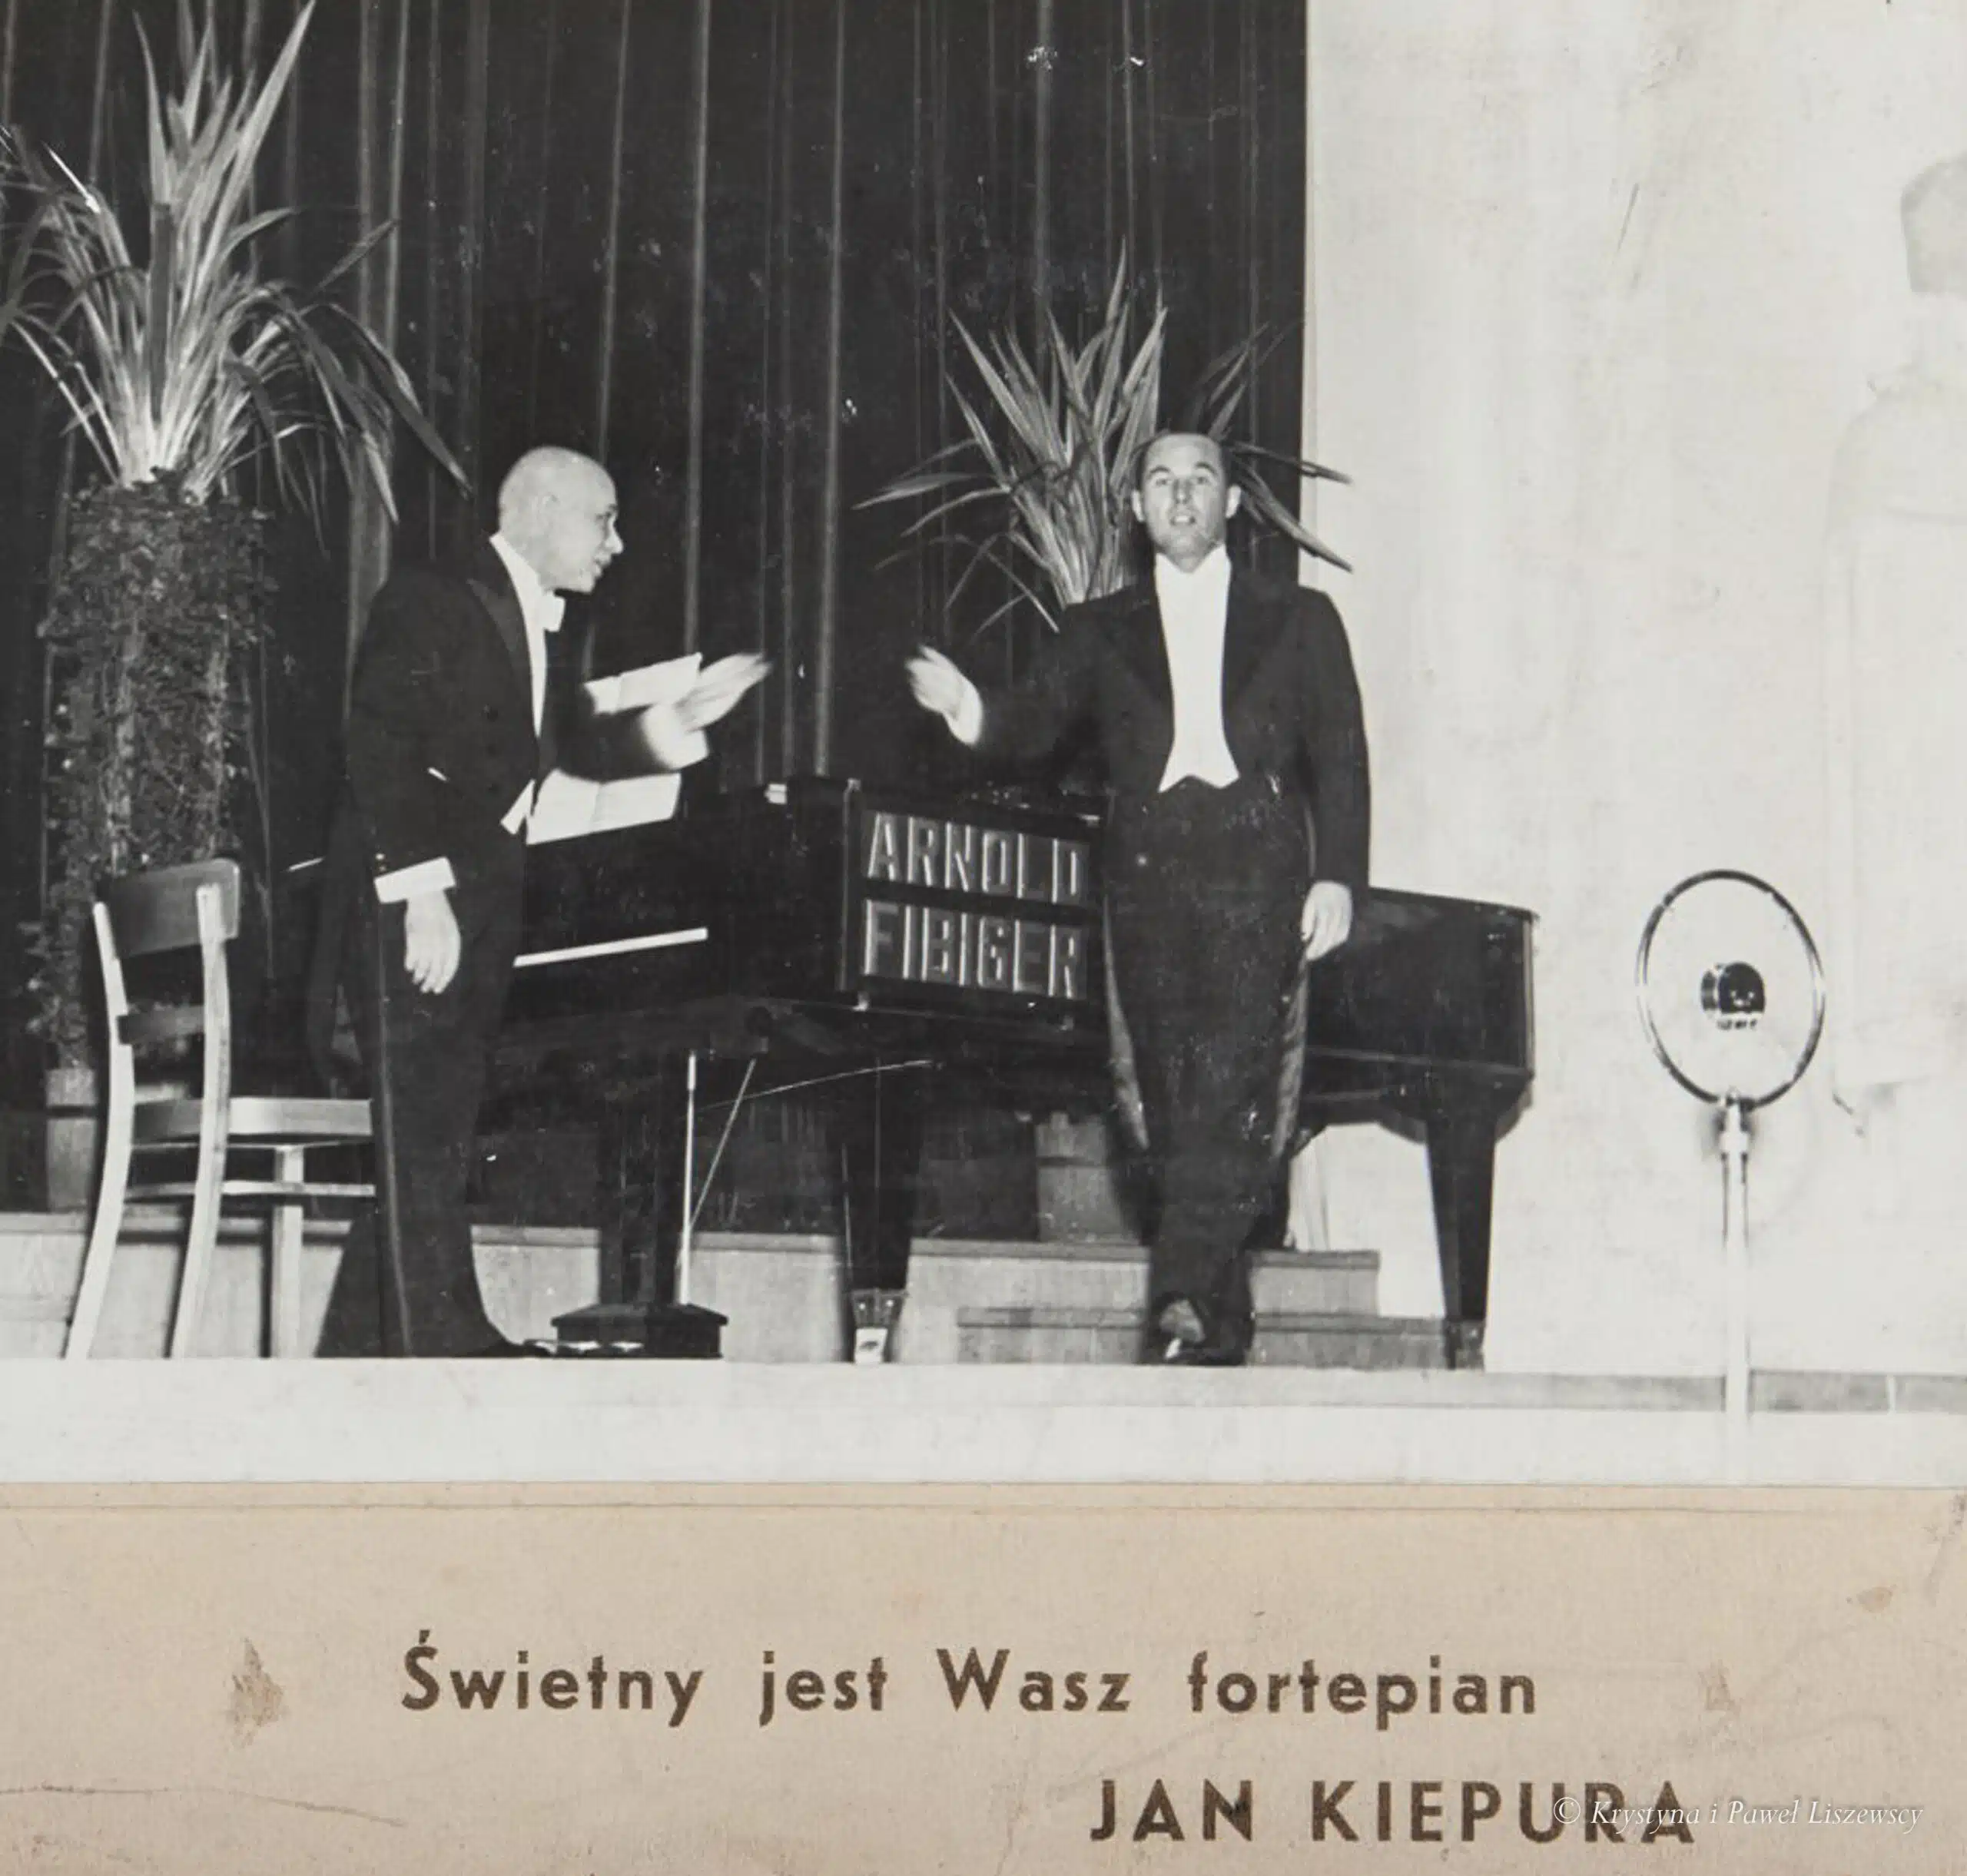 ARNOLD
FIBIGER
Świetny jest Wasz fortepian
JAN KIEPURA
© Krystyna i Paweł Liszewscy